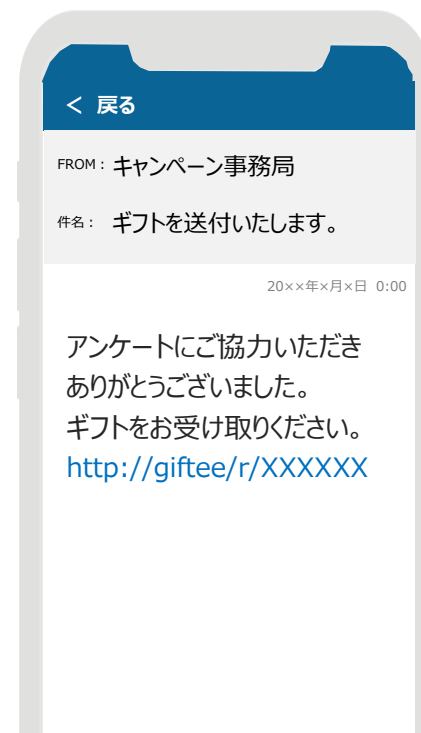 < 戻る
FROM：キャンペーン事務局
件名：ギフトを送付いたします。
20××年×月×日 0:00
アンケートにご協力いただき
ありがとうございました。
ギフトをお受け取りください。
http://giftee/r/XXXXXX